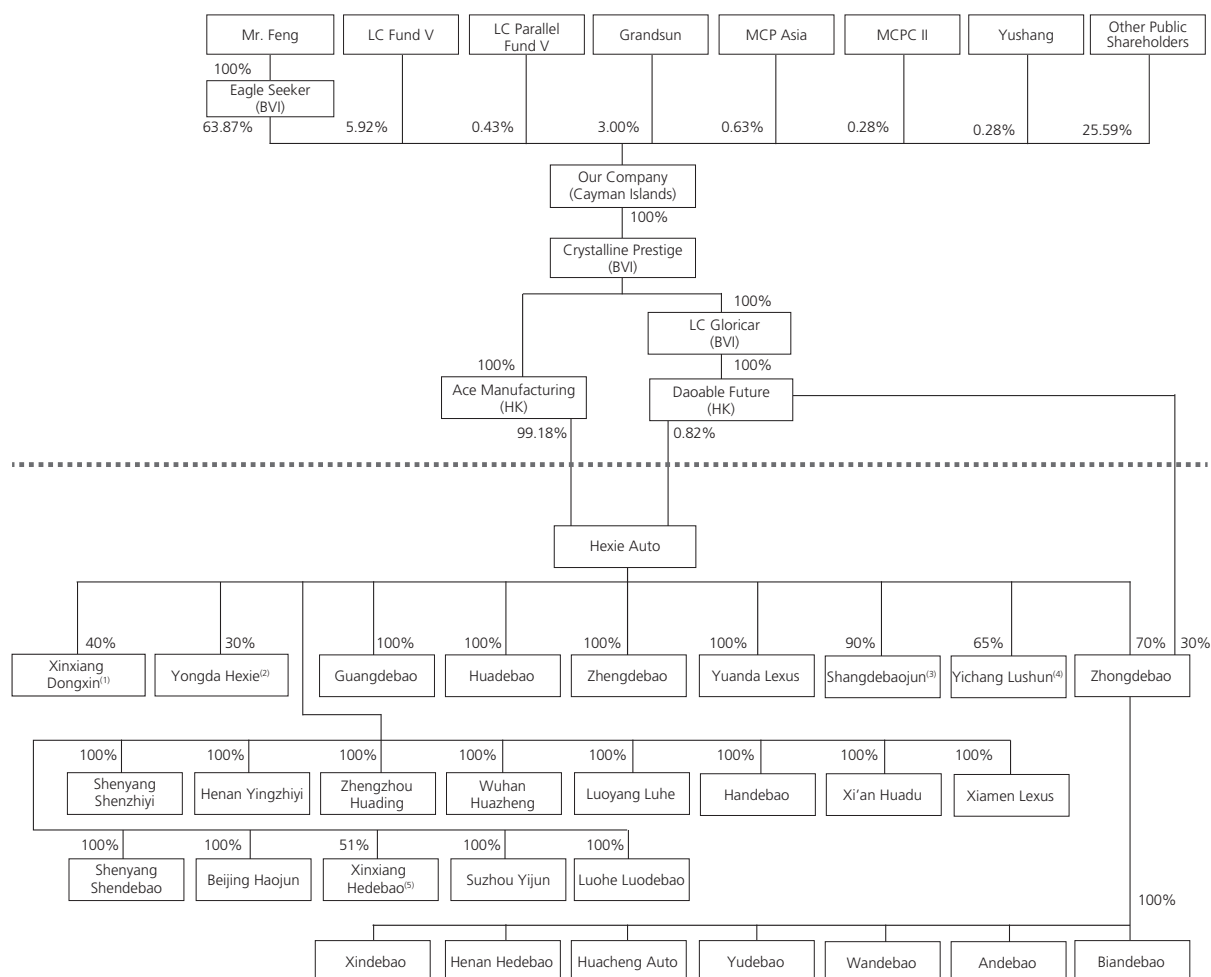 Mr. Feng
LC Fund V
LC Parallel
Fund V
Grandsun
MCP Asia
MCPC II
Yushang
Other Public
Shareholders
100%
Eagle Seeker
(BVI)
63.87%
5.92%
0.43%
3.00%
0.63%
0.28%
0.28%
25.59%
Our Company
(Cayman Islands)
100%
Crystalline Prestige
(BVI)
100%
LC Gloricar
(BVI)
100%
100%
Ace Manufacturing
(HK)
Daoable Future
(HK)
99.18%
0.82%
Hexie Auto
40%
30%
100%
100%
100%
100%
90%
65%
70%
30%
Xinxiang
Dongxin(1)
Yongda Hexie(2)
Guangdebao
Huadebao
Zhengdebao
Yuanda Lexus
Shangdebaojun(3)
Yichang Lushun(4)
Zhongdebao
100%
100%
100%
100%
100%
100%
100%
100%
Shenyang
Shenzhiyi
Henan Yingzhiyi
Zhengzhou
Huading
Wuhan
Huazheng
Luoyang Luhe
Handebao
Xi'an Huadu
Xiamen Lexus
100%
100%
51%
100%
100%
Shenyang
Shendebao
Beijing Haojun
Xinxiang
Hedebao(5)
Suzhou Yijun
Luohe Luodebao
100%
Xindebao
Henan Hedebao
Huacheng Auto
Yudebao
Wandebao
Andebao
Biandebao